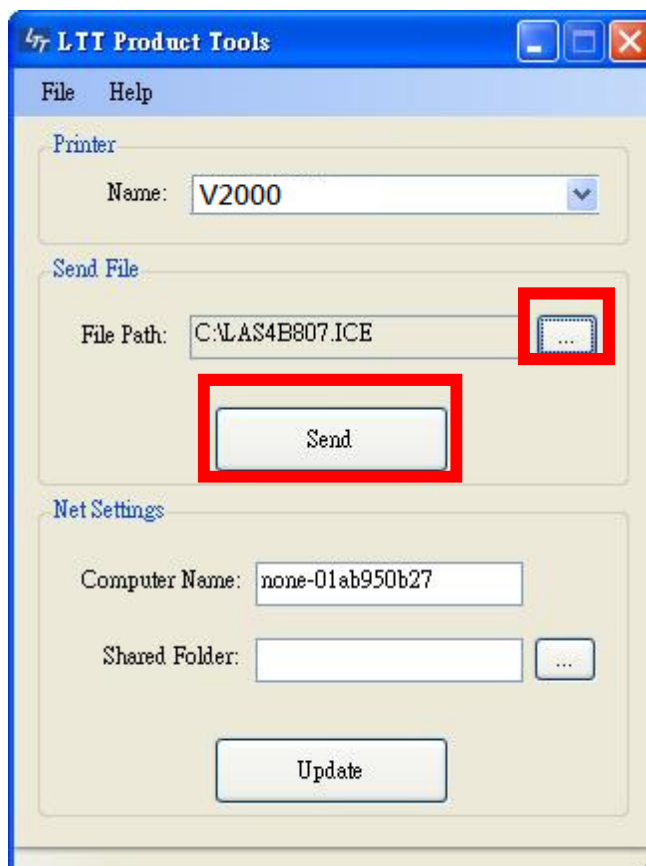 LTT LTT Product Tools
File Help
Printer
Name: V2000
Send File
File Path: C:\LAS4B807.ICE ...
Send
Net Settings
Computer Name: none-01ab950b27
Shared Folder: ...
Update